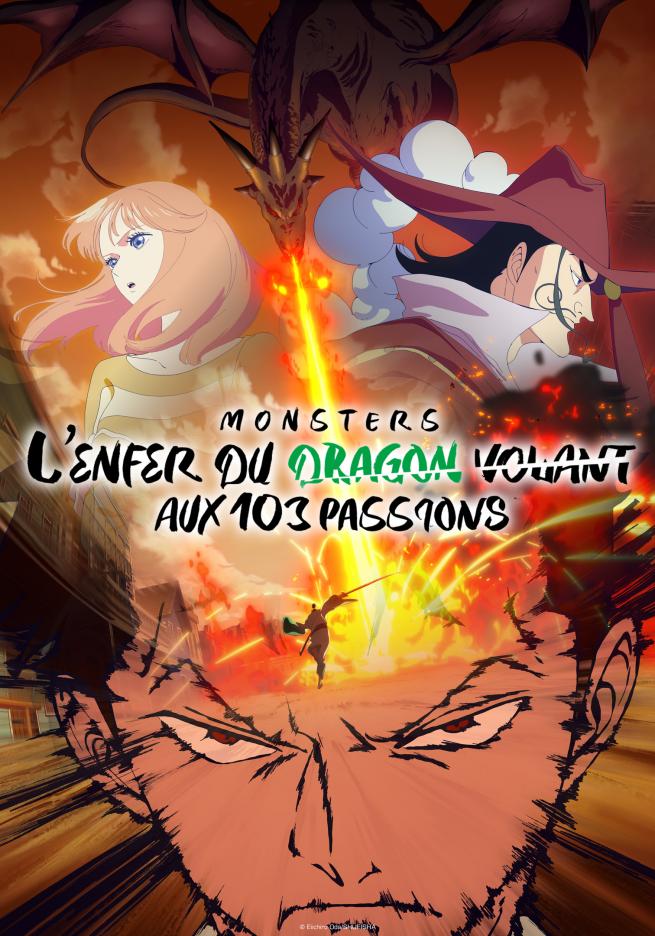 MONSTERS
L'ENFER DU DRAGON VOLANT
AUX 103 PASSIONS
© Eiichiro Oda/SHUEISHA